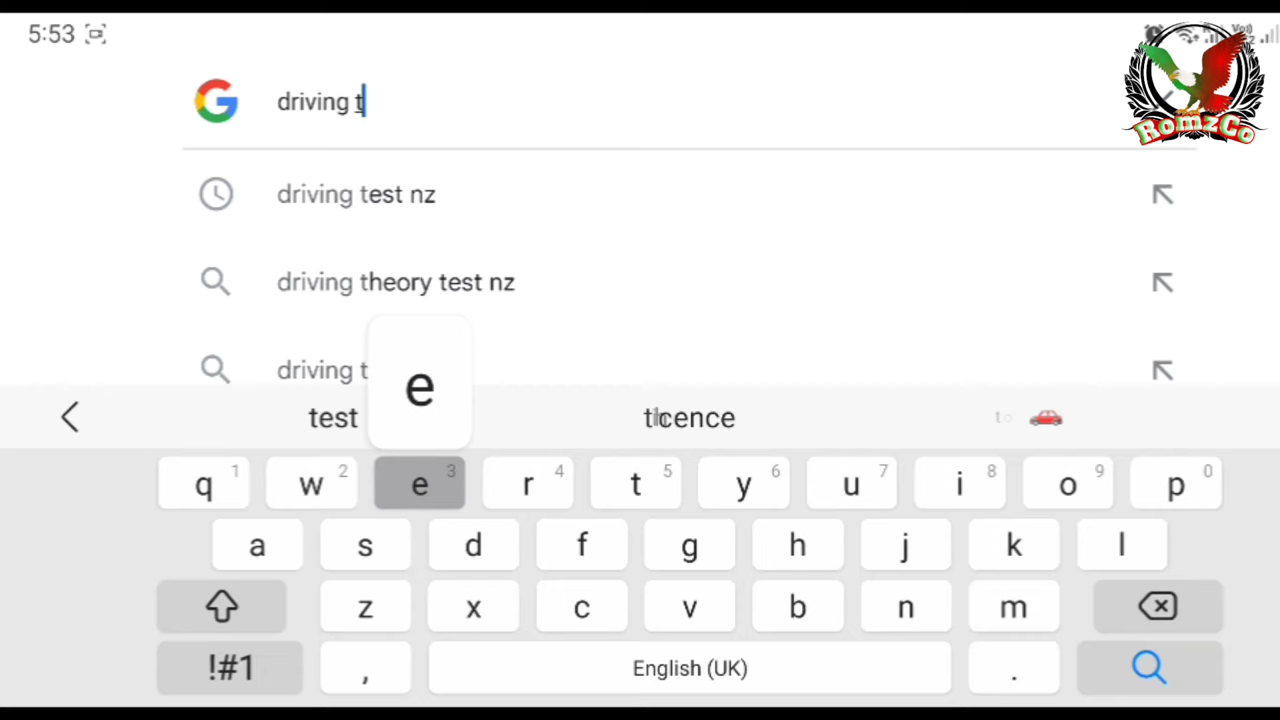 5:53
RomzCo
driving t
driving test nz
driving theory test nz
driving t
e
test
🚗
q 1 w 2 e 3 r 4 t 5 y 6 u 7 i 8 o 9 p 0
a s d f g h j k l
z x c v b n m
!#1 , English (UK) .